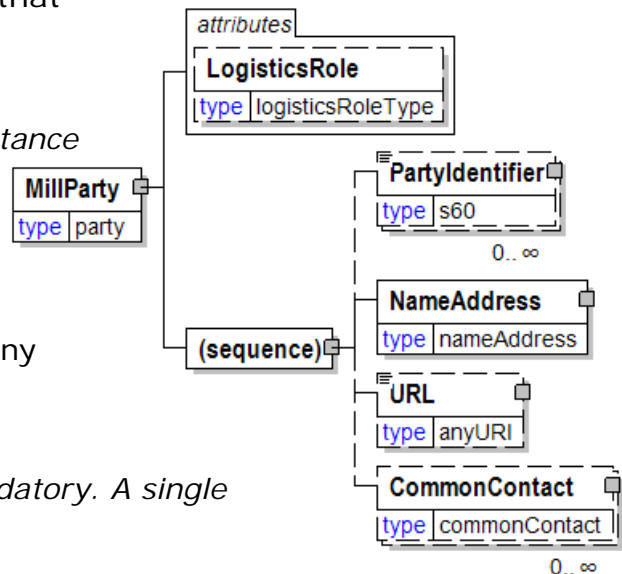 that
attributes
LogisticsRole
type logisticsRoleType
tance
MillParty
type party
PartyIdentifier
type s60
0.. ∞
NameAddress
type nameAddress
ny
(sequence)
URL
type anyURI
datory. A single
CommonContact
type commonContact
0.. ∞